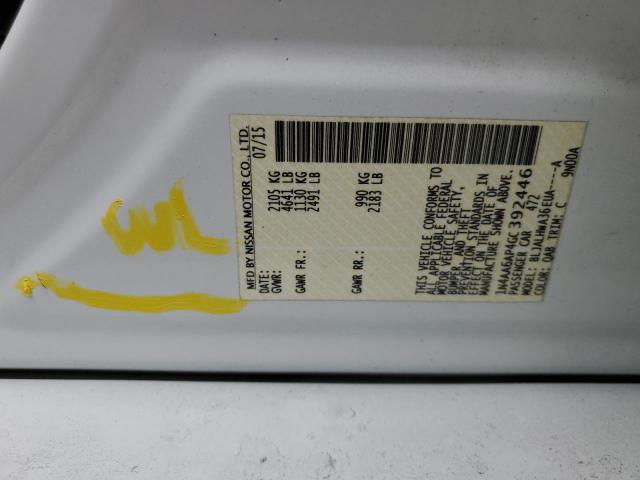 MFD BY NISSAN MOTOR CO., LTD.
DATE: 07/15
GVWR: 2105 KG
4641 LB
GAWR FR.: 1130 KG
2491 LB
GAWR RR.: 990 KG
2183 LB
THIS VEHICLE CONFORMS TO
ALL APPLICABLE FEDERAL
MOTOR VEHICLE SAFETY,
BUMPER, AND THEFT
PREVENTION STANDARDS IN
EFFECT ON THE DATE OF
MANUFACTURE SHOWN ABOVE.
1N4AA6AP4GC392446
PASSENGER CAR 472
MODEL: BLJALHWA36EUA----A
COLOR: QAB TRIM: C 9N00A